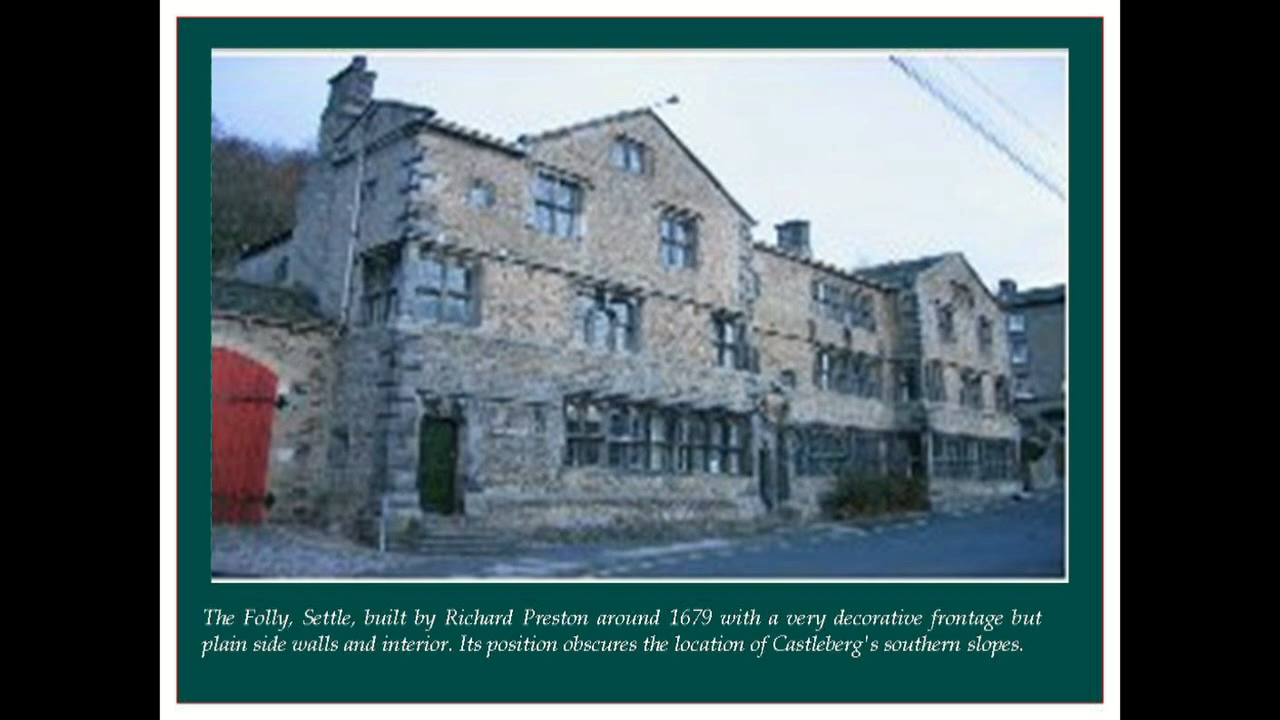 The Folly, Settle, built by Richard Preston around 1679 with a very decorative frontage but
plain side walls and interior. Its position obscures the location of Castleberg's southern slopes.